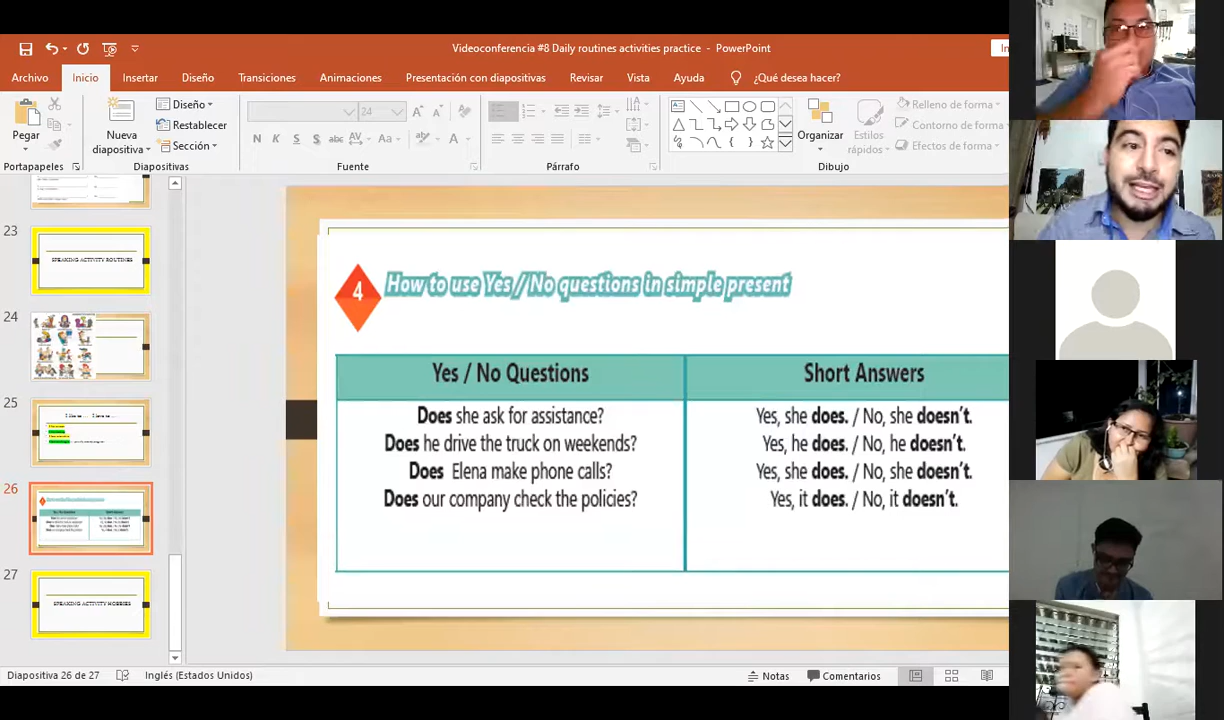 Videoconferencia #8 Daily routines activities practice - PowerPoint
Archivo
Inicio
Insertar
Diseño
Transiciones
Animaciones
Presentación con diapositivas
Revisar
Vista
Ayuda
¿Qué desea hacer?
Pegar
Nueva
diapositiva
Diseño
Restablecer
Sección
24
N K S S abc AV Aa A
Organizar
Estilos
rápidos
Relleno de forma
Contorno de forma
Efectos de forma
Portapapeles
Diapositivas
Fuente
Párrafo
Dibujo
23
SPEAKING ACTIVITY ROUTINES
24
25
26
27
SPEAKING ACTIVITY HOBBIES
4
How to use Yes / No questions in simple present
Yes / No Questions
Short Answers
Does she ask for assistance?
Yes, she does. / No, she doesn't.
Does he drive the truck on weekends?
Yes, he does. / No, he doesn't.
Does Elena make phone calls?
Yes, she does. / No, she doesn't.
Does our company check the policies?
Yes, it does. / No, it doesn't.
Diapositiva 26 de 27
Inglés (Estados Unidos)
Notas
Comentarios